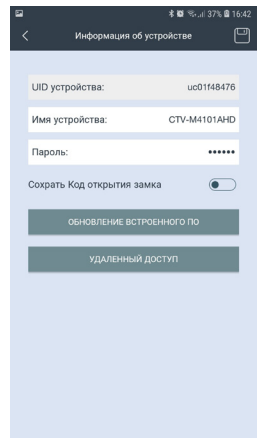 37% 16:42
Информация об устройстве
UID устройства: uc01f48476
Имя устройства: CTV-M4101AHD
Пароль: ••••••
Сохрать Код открытия замка
ОБНОВЛЕНИЕ ВСТРОЕННОГО ПО
УДАЛЕННЫЙ ДОСТУП